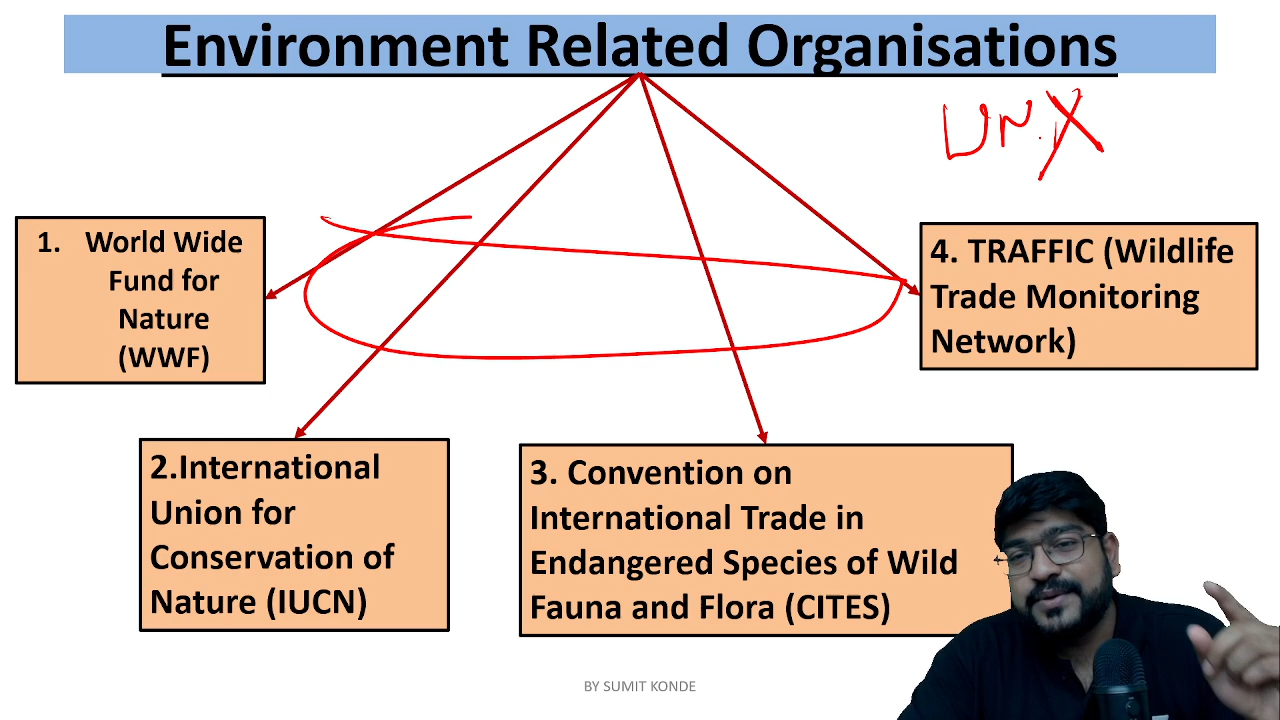 Environment Related Organisations
UN.X
1. World Wide
Fund for
Nature
(WWF)
4. TRAFFIC (Wildlife
Trade Monitoring
Network)
2.International
Union for
Conservation of
Nature (IUCN)
3. Convention on
International Trade in
Endangered Species of Wild
Fauna and Flora (CITES)
BY SUMIT KONDE